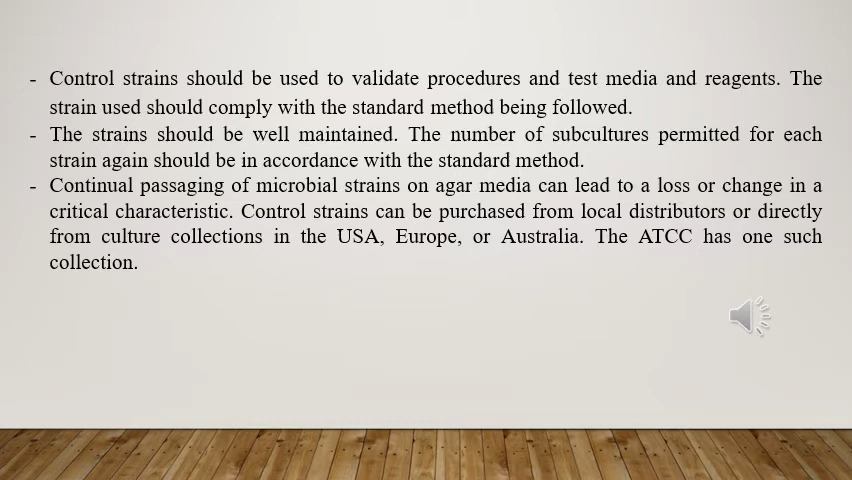 - Control strains should be used to validate procedures and test media and reagents. The
strain used should comply with the standard method being followed.
- The strains should be well maintained. The number of subcultures permitted for each
strain again should be in accordance with the standard method.
- Continual passaging of microbial strains on agar media can lead to a loss or change in a
critical characteristic. Control strains can be purchased from local distributors or directly
from culture collections in the USA, Europe, or Australia. The ATCC has one such
collection.